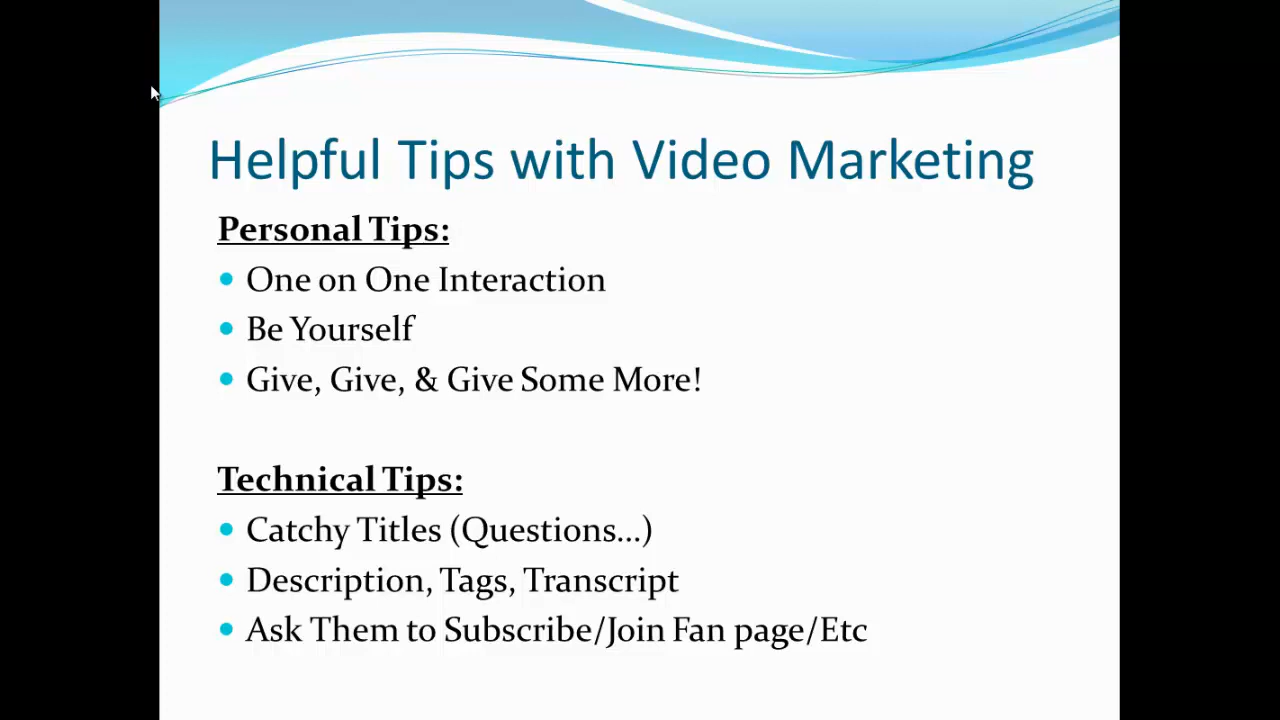 Helpful Tips with Video Marketing
Personal Tips:
One on One Interaction
Be Yourself
Give, Give, & Give Some More!
Technical Tips:
Catchy Titles (Questions...)
Description, Tags, Transcript
Ask Them to Subscribe/Join Fan page/Etc